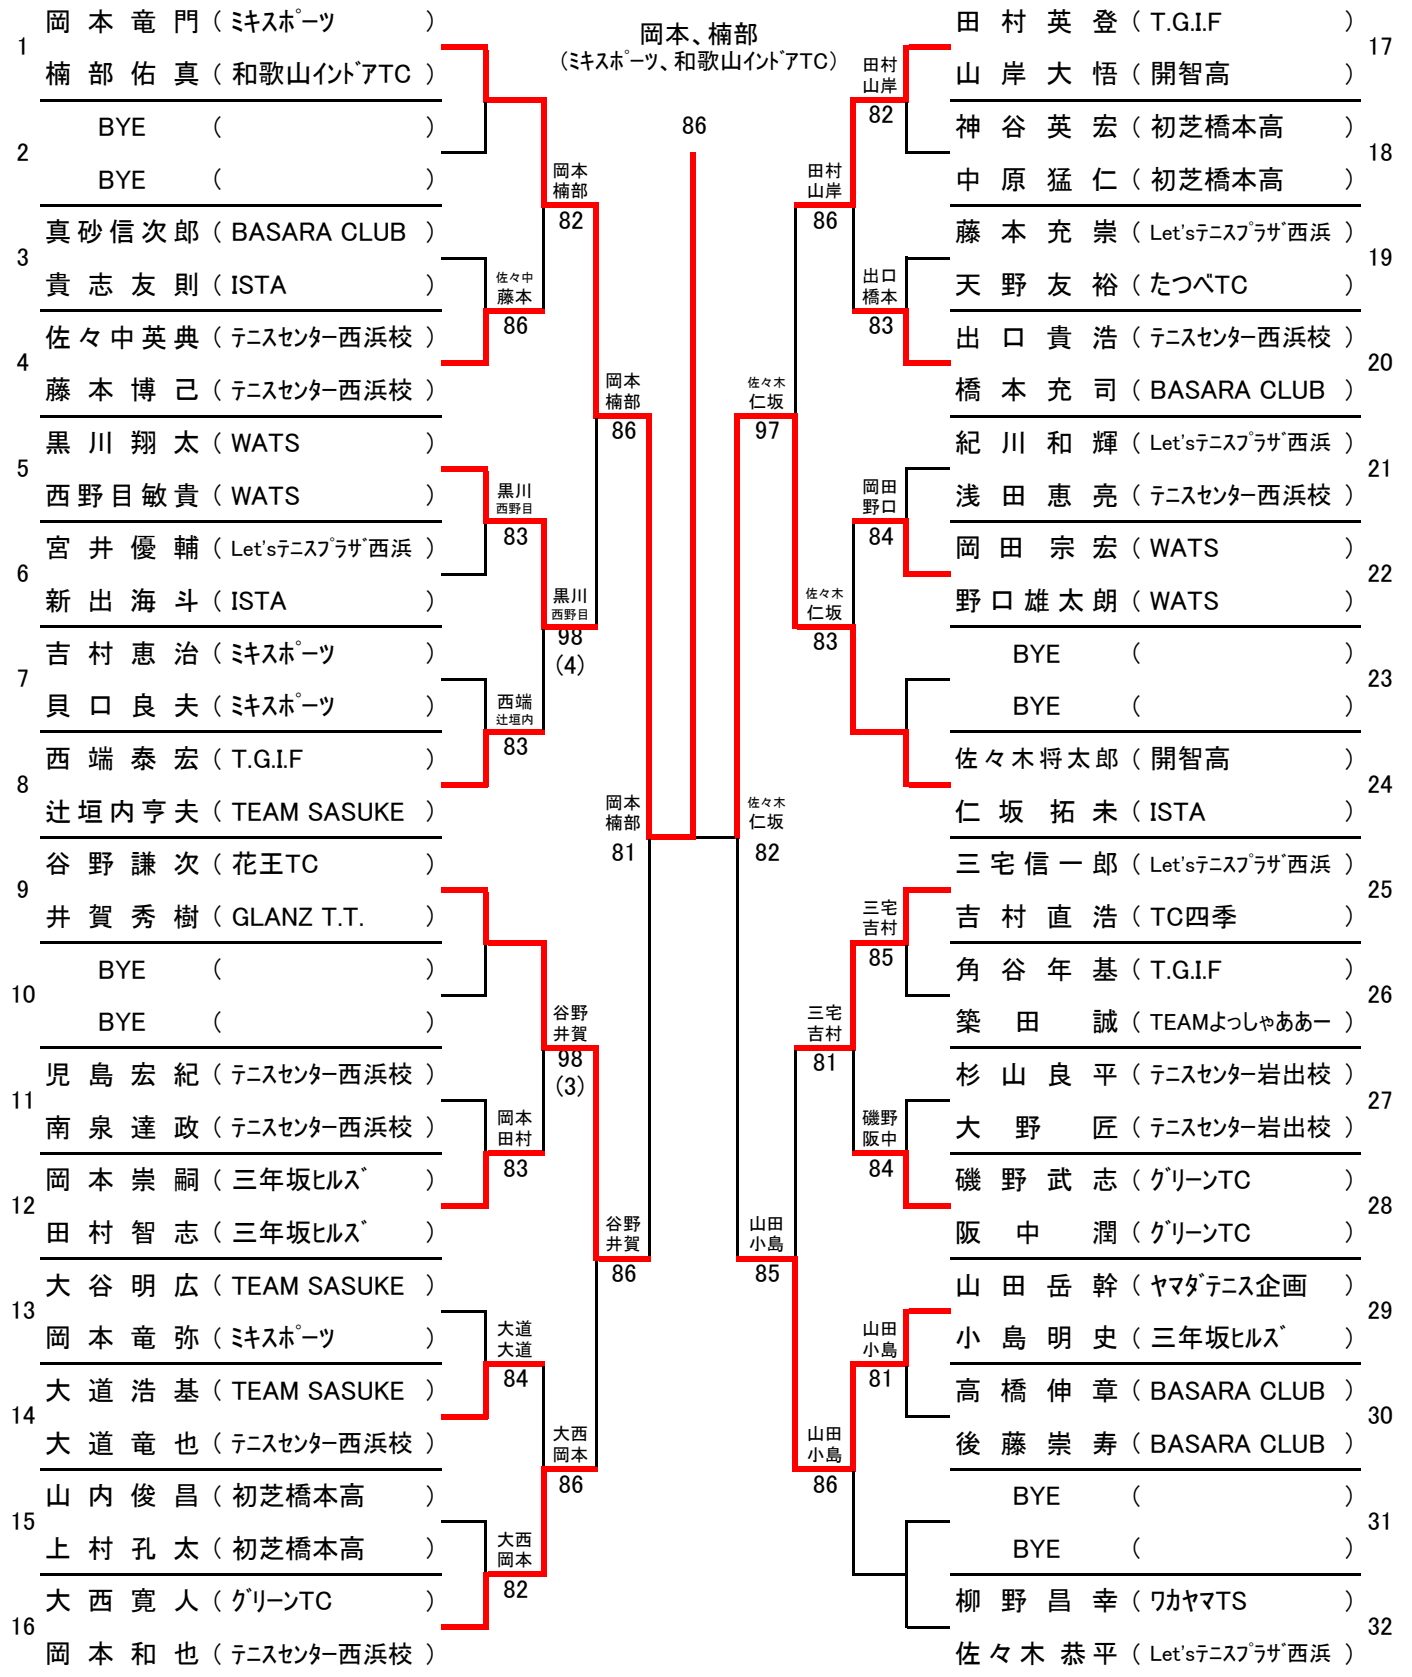 岡本、楠部
（ミキスポーツ、和歌山インドアTC）
86
1
岡本竜門（ミキスポーツ）
楠部佑真（和歌山インドアTC）
2
BYE（　）
BYE（　）
3
真砂信次郎（BASARA CLUB）
貴志友則（ISTA）
4
佐々中英典（テニスセンター西浜校）
藤本博己（テニスセンター西浜校）
5
黒川翔太（WATS）
西野目敏貴（WATS）
6
宮井優輔（Let'sテニスプラザ西浜）
新出海斗（ISTA）
7
吉村恵治（ミキスポーツ）
貝口良夫（ミキスポーツ）
8
西端泰宏（T.G.I.F）
辻垣内亨夫（TEAM SASUKE）
9
谷野謙次（花王TC）
井賀秀樹（GLANZ T.T.）
10
BYE（　）
BYE（　）
11
児島宏紀（テニスセンター西浜校）
南泉達政（テニスセンター西浜校）
12
岡本崇嗣（三年坂ヒルズ）
田村智志（三年坂ヒルズ）
13
大谷明広（TEAM SASUKE）
岡本竜弥（ミキスポーツ）
14
大道浩基（TEAM SASUKE）
大道竜也（テニスセンター西浜校）
15
山内俊昌（初芝橋本高）
上村孔太（初芝橋本高）
16
大西寛人（グリーンTC）
岡本和也（テニスセンター西浜校）
佐々中
藤本
86
黒川
西野目
83
西端
辻垣内
83
岡本
田村
83
大道
大道
84
大西
岡本
82
岡本
楠部
82
黒川
西野目
98
(4)
谷野
井賀
98
(3)
大西
岡本
86
岡本
楠部
86
谷野
井賀
86
岡本
楠部
81
佐々木
仁坂
82
佐々木
仁坂
97
山田
小島
85
田村
山岸
86
佐々木
仁坂
83
三宅
吉村
81
山田
小島
86
田村
山岸
82
出口
橋本
83
岡田
野口
84
三宅
吉村
85
磯野
阪中
84
山田
小島
81
田村英登（T.G.I.F）
山岸大悟（開智高）
17
神谷英宏（初芝橋本高）
中原猛仁（初芝橋本高）
18
藤本充崇（Let'sテニスプラザ西浜）
天野友裕（たつべTC）
19
出口貴浩（テニスセンター西浜校）
橋本充司（BASARA CLUB）
20
紀川和輝（Let'sテニスプラザ西浜）
浅田恵亮（テニスセンター西浜校）
21
岡田宗宏（WATS）
野口雄太朗（WATS）
22
BYE（　）
BYE（　）
23
佐々木将太郎（開智高）
仁坂拓未（ISTA）
24
三宅信一郎（Let'sテニスプラザ西浜）
吉村直浩（TC四季）
25
角谷年基（T.G.I.F）
築田誠（TEAMよっしゃああー）
26
杉山良平（テニスセンター岩出校）
大野匠（テニスセンター岩出校）
27
磯野武志（グリーンTC）
阪中潤（グリーンTC）
28
山田岳幹（ヤマダテニス企画）
小島明史（三年坂ヒルズ）
29
高橋伸章（BASARA CLUB）
後藤崇寿（BASARA CLUB）
30
BYE（　）
BYE（　）
31
柳野昌幸（ワカヤマTS）
佐々木恭平（Let'sテニスプラザ西浜）
32